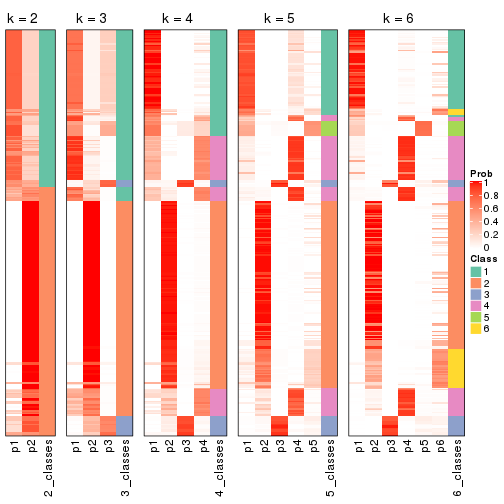 k = 2
k = 3
k = 4
k = 5
k = 6
Prob
1
0.8
0.6
0.4
0.2
0
Class
1
2
3
4
5
6
p1
p2
2_classes
p1
p2
p3
3_classes
p1
p2
p3
p4
4_classes
p1
p2
p3
p4
p5
5_classes
p1
p2
p3
p4
p5
p6
6_classes